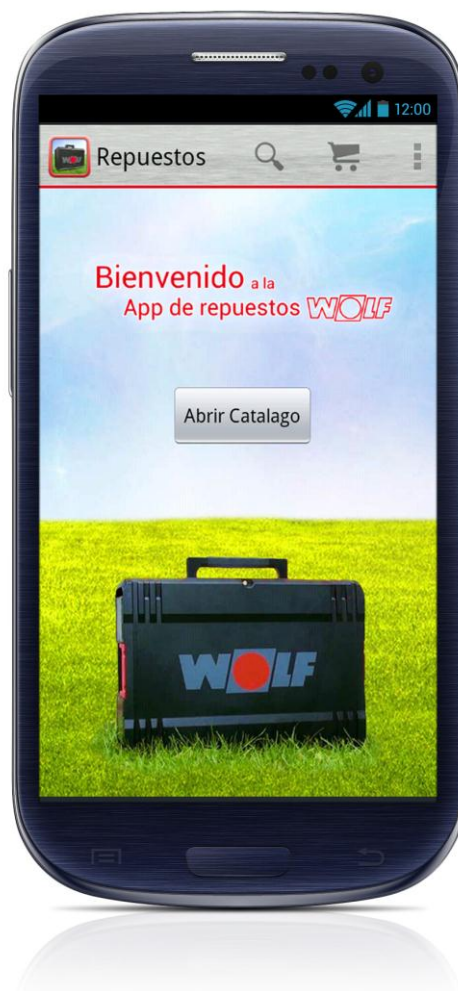 12:00
Repuestos
Bienvenido a la
App de repuestos WOLF
Abrir Catalago
WOLF